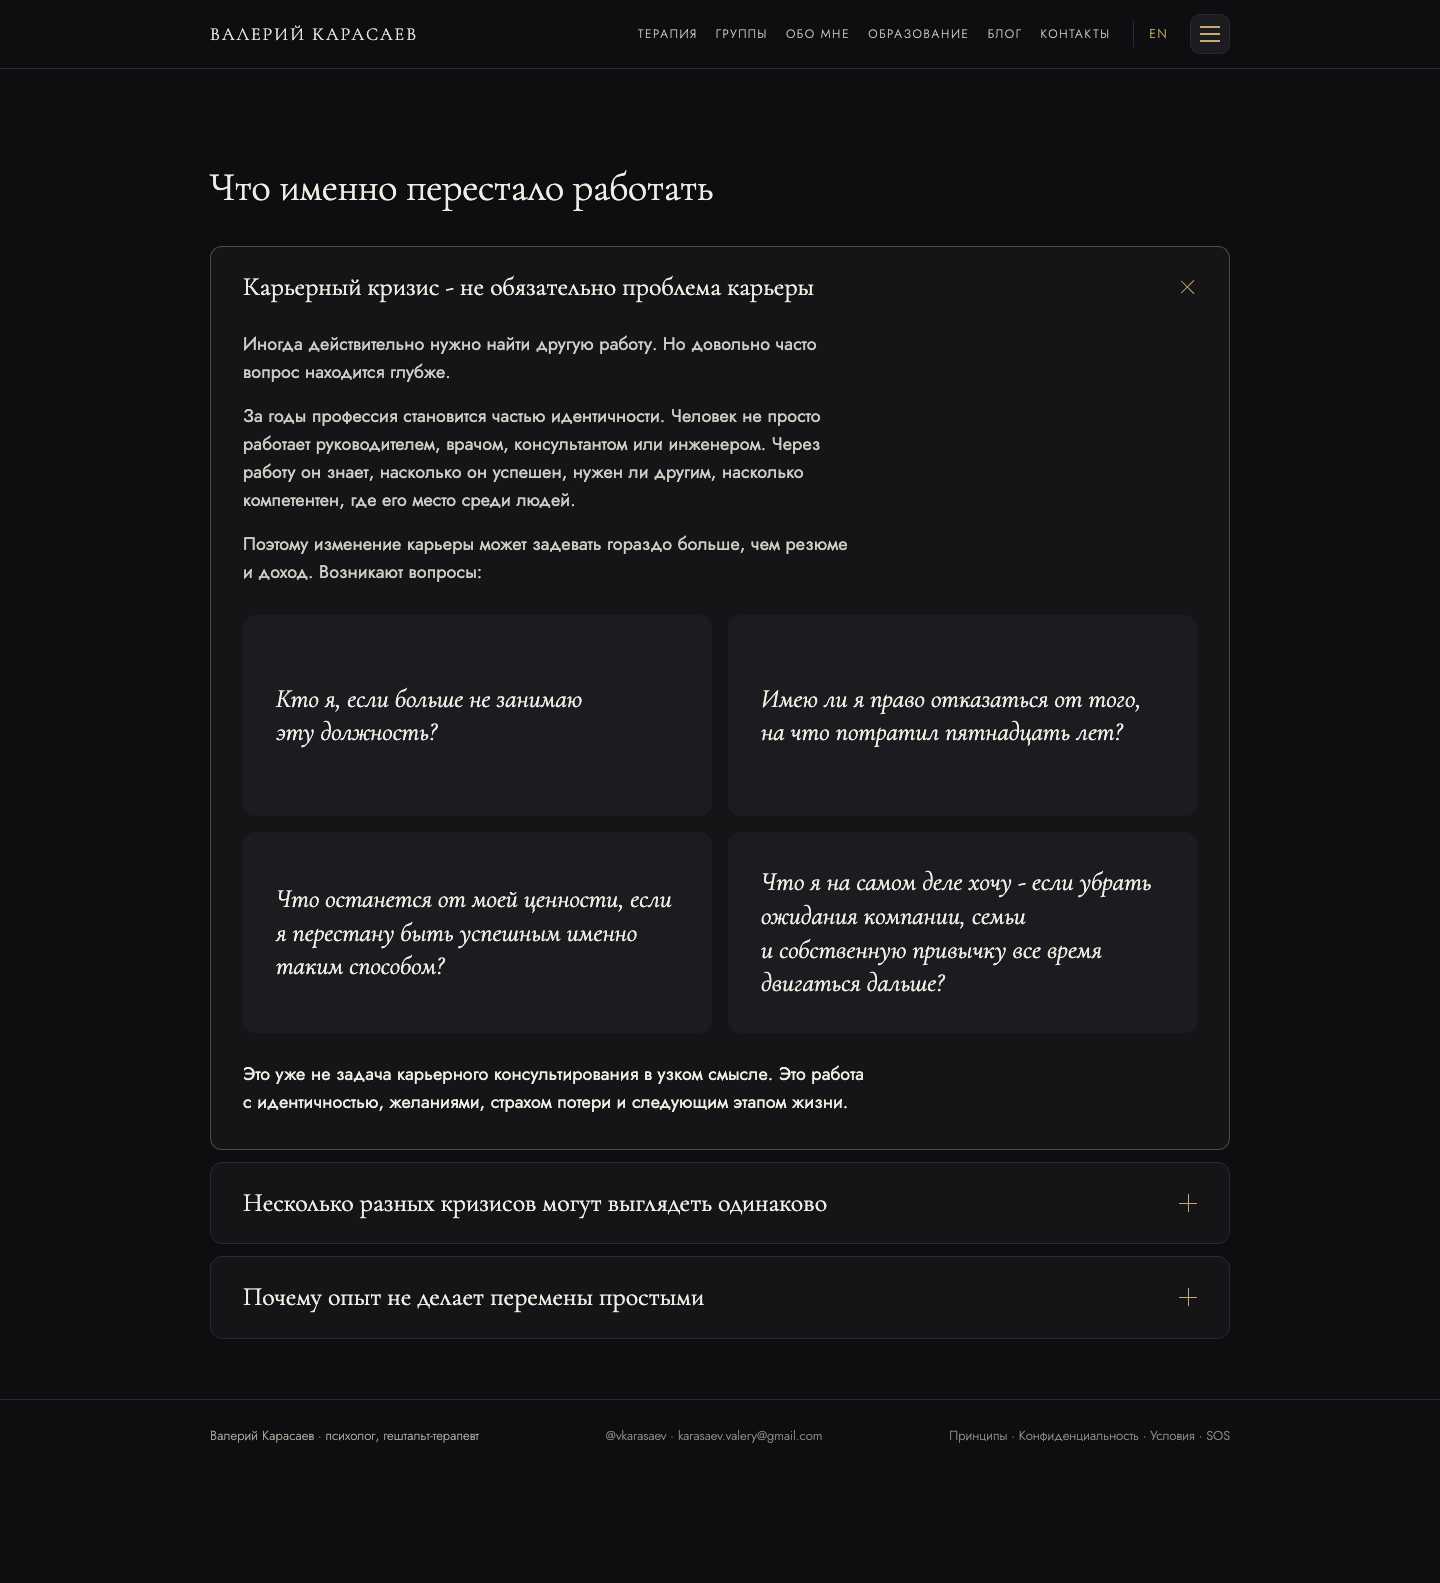 ВАЛЕРИЙ КАРАСАЕВ
ТЕРАПИЯ ГРУППЫ ОБО МНЕ ОБРАЗОВАНИЕ БЛОГ КОНТАКТЫ EN
Что именно перестало работать
Карьерный кризис - не обязательно проблема карьеры
Иногда действительно нужно найти другую работу. Но довольно часто
вопрос находится глубже.
За годы профессия становится частью идентичности. Человек не просто
работает руководителем, врачом, консультантом или инженером. Через
работу он знает, насколько он успешен, нужен ли другим, насколько
компетентен, где его место среди людей.
Поэтому изменение карьеры может задевать гораздо больше, чем резюме
и доход. Возникают вопросы:
Кто я, если больше не занимаю
эту должность?
Имею ли я право отказаться от того,
на что потратил пятнадцать лет?
Что останется от моей ценности, если
я перестану быть успешным именно
таким способом?
Что я на самом деле хочу - если убрать
ожидания компании, семьи
и собственную привычку все время
двигаться дальше?
Это уже не задача карьерного консультирования в узком смысле. Это работа
с идентичностью, желаниями, страхом потери и следующим этапом жизни.
Несколько разных кризисов могут выглядеть одинаково
Почему опыт не делает перемены простыми
Валерий Карасаев · психолог, гештальт-терапевт
@vkarasaev · karasaev.valery@gmail.com
Принципы · Конфиденциальность · Условия · SOS